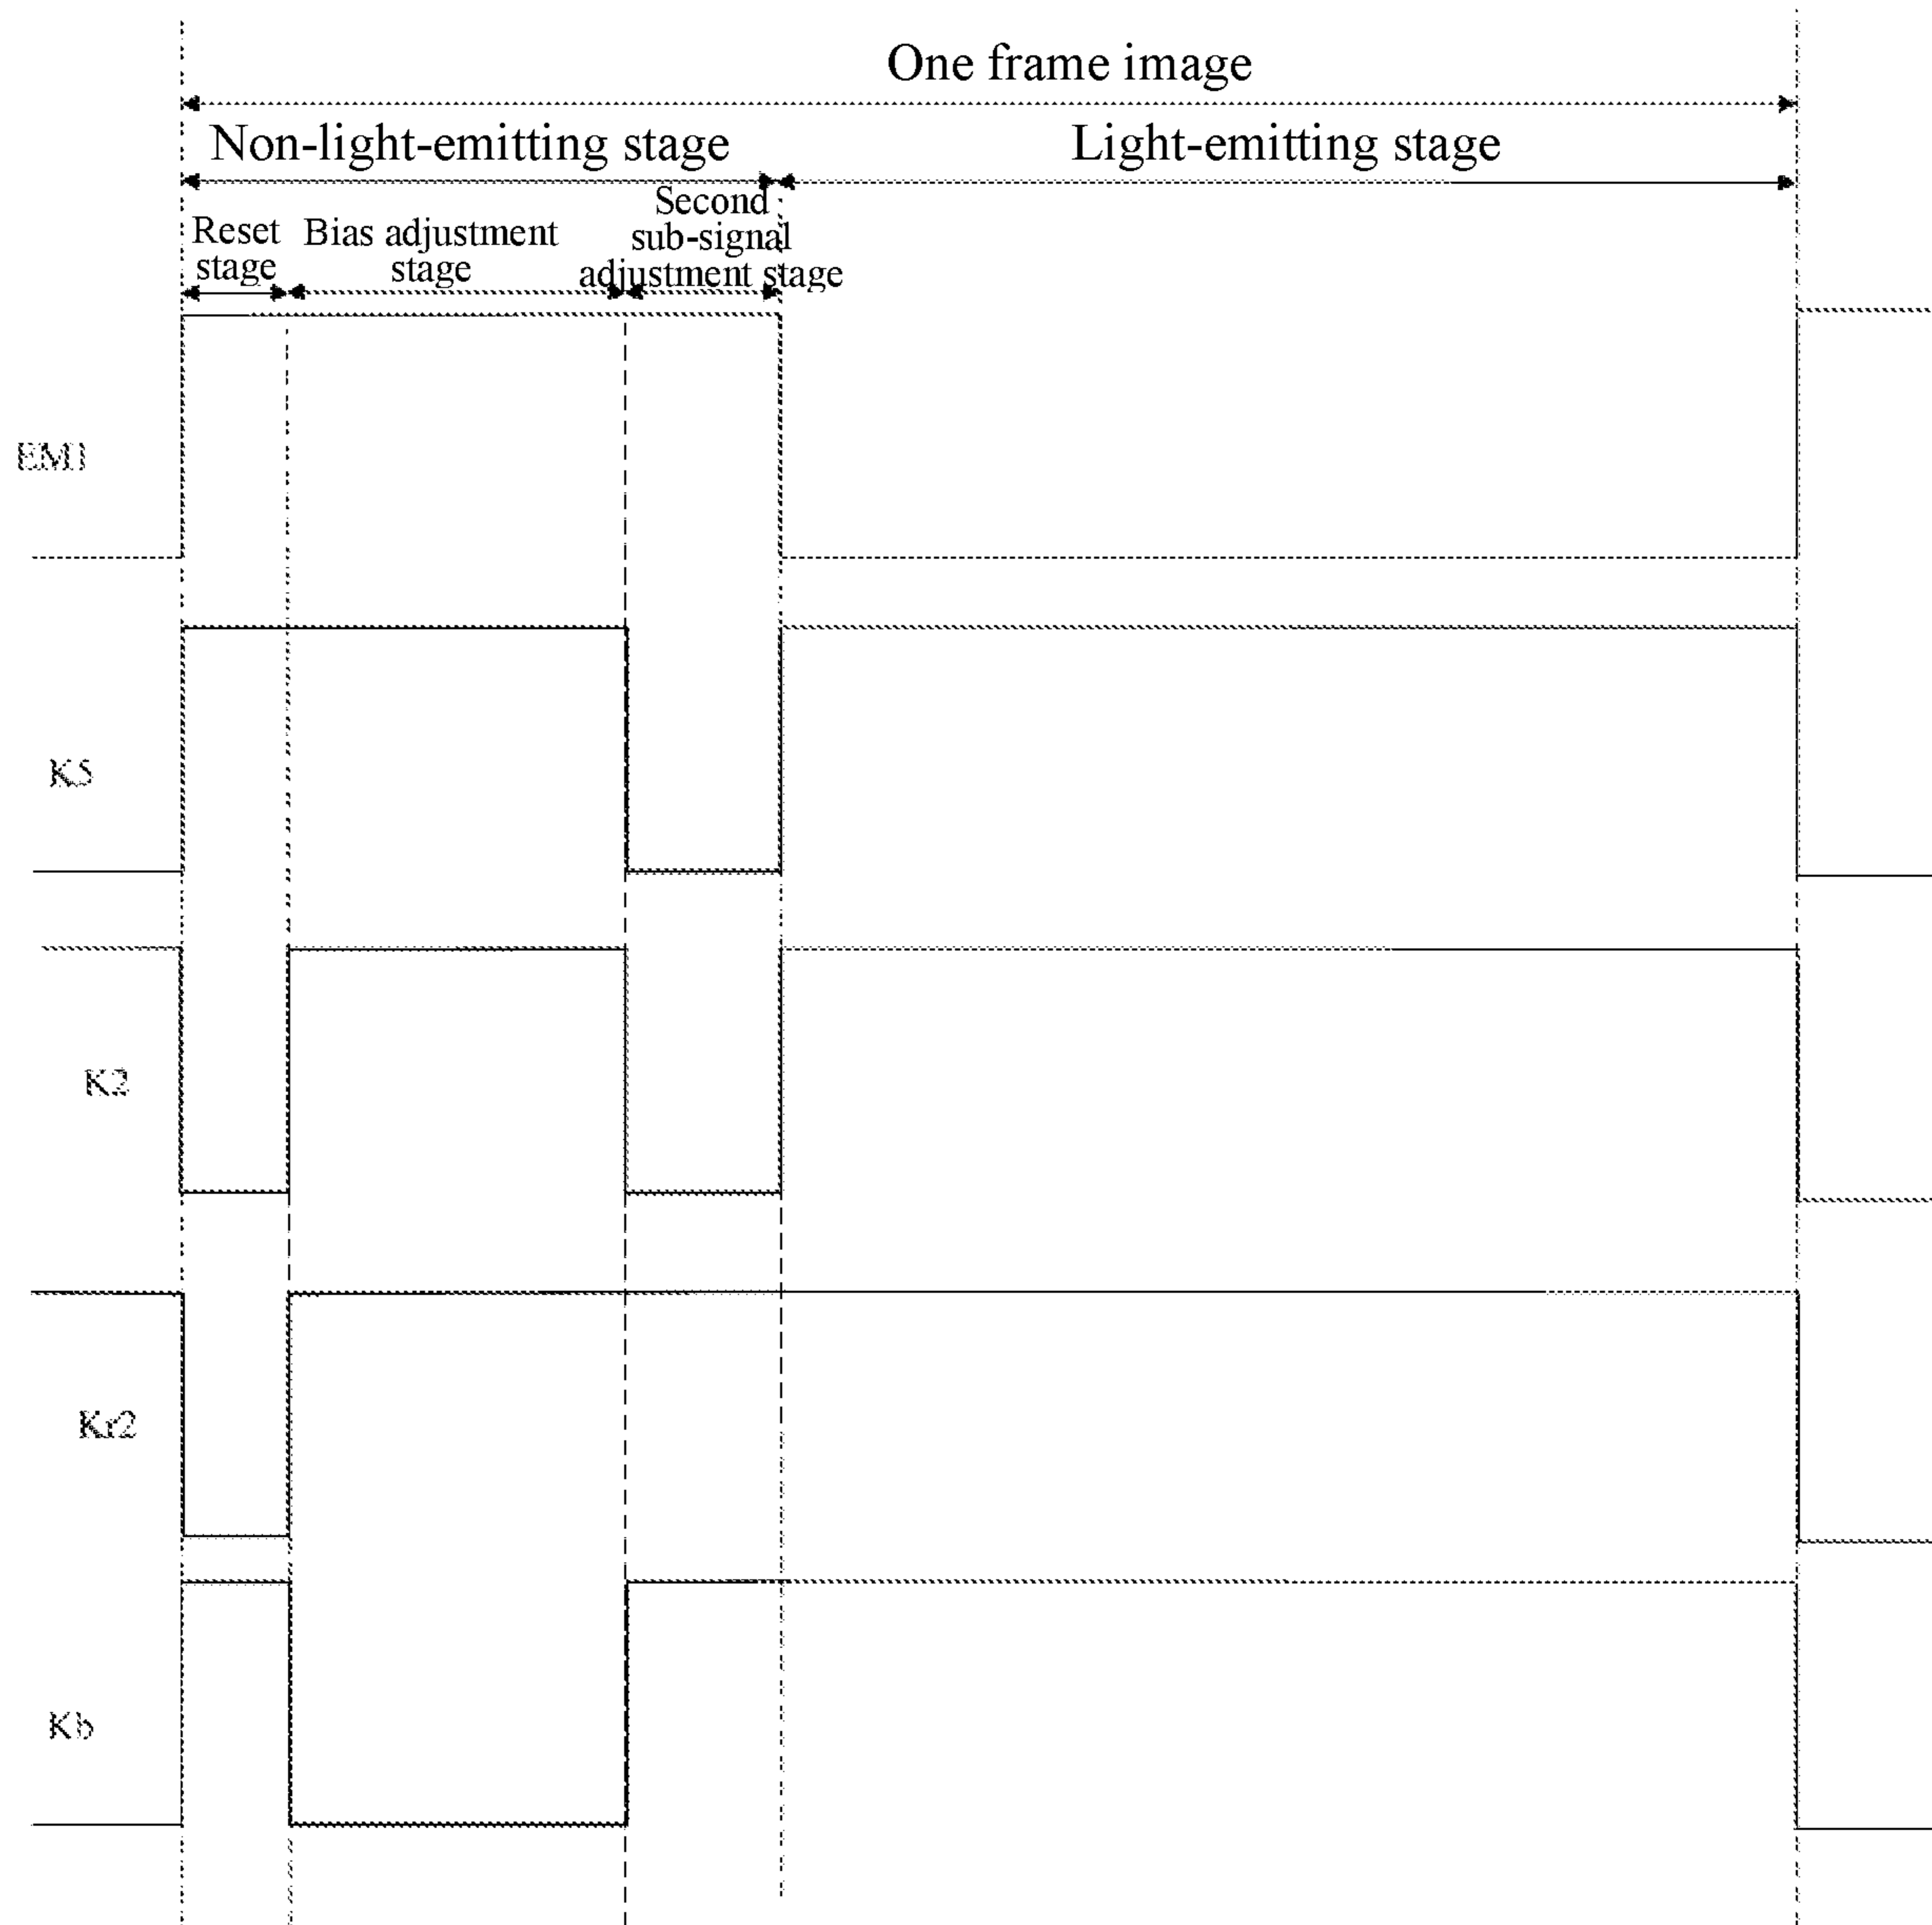 One frame image
Non-light-emitting stage
Light-emitting stage
Reset
stage
Bias adjustment
stage
Second
sub-signal
adjustment stage
EM1
K5
K2
Kr2
Kb